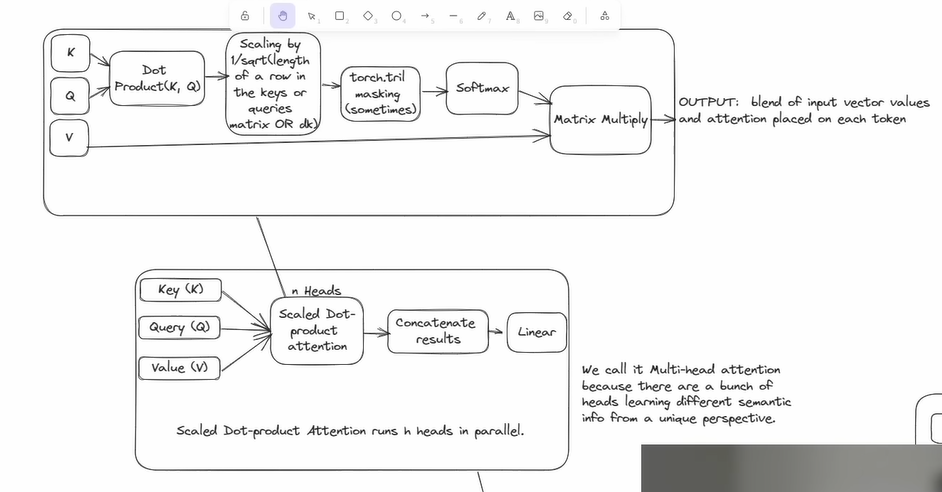 K
Q
V
Dot
Product(K, Q)
Scaling by
1/sqrt(length
of a row in
the keys or
queries
matrix OR dk)
torch.tril
masking
(sometimes)
Softmax
Matrix Multiply
OUTPUT: blend of input vector values
and attention placed on each token
Key (K)
Query (Q)
Value (V)
n Heads
Scaled Dot-
product
attention
Concatenate
results
Linear
Scaled Dot-product Attention runs h heads in parallel.
We call it Multi-head attention
because there are a bunch of
heads learning different semantic
info from a unique perspective.